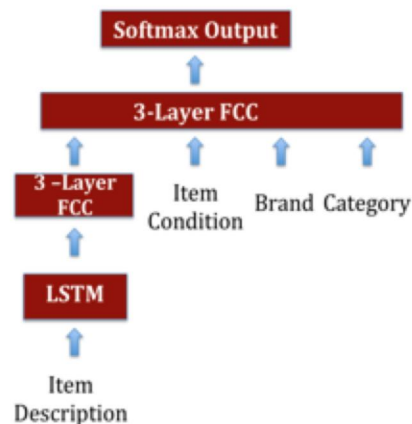 Softmax Output
3-Layer FCC
3 –Layer
FCC
Item
Condition
Brand
Category
LSTM
Item
Description